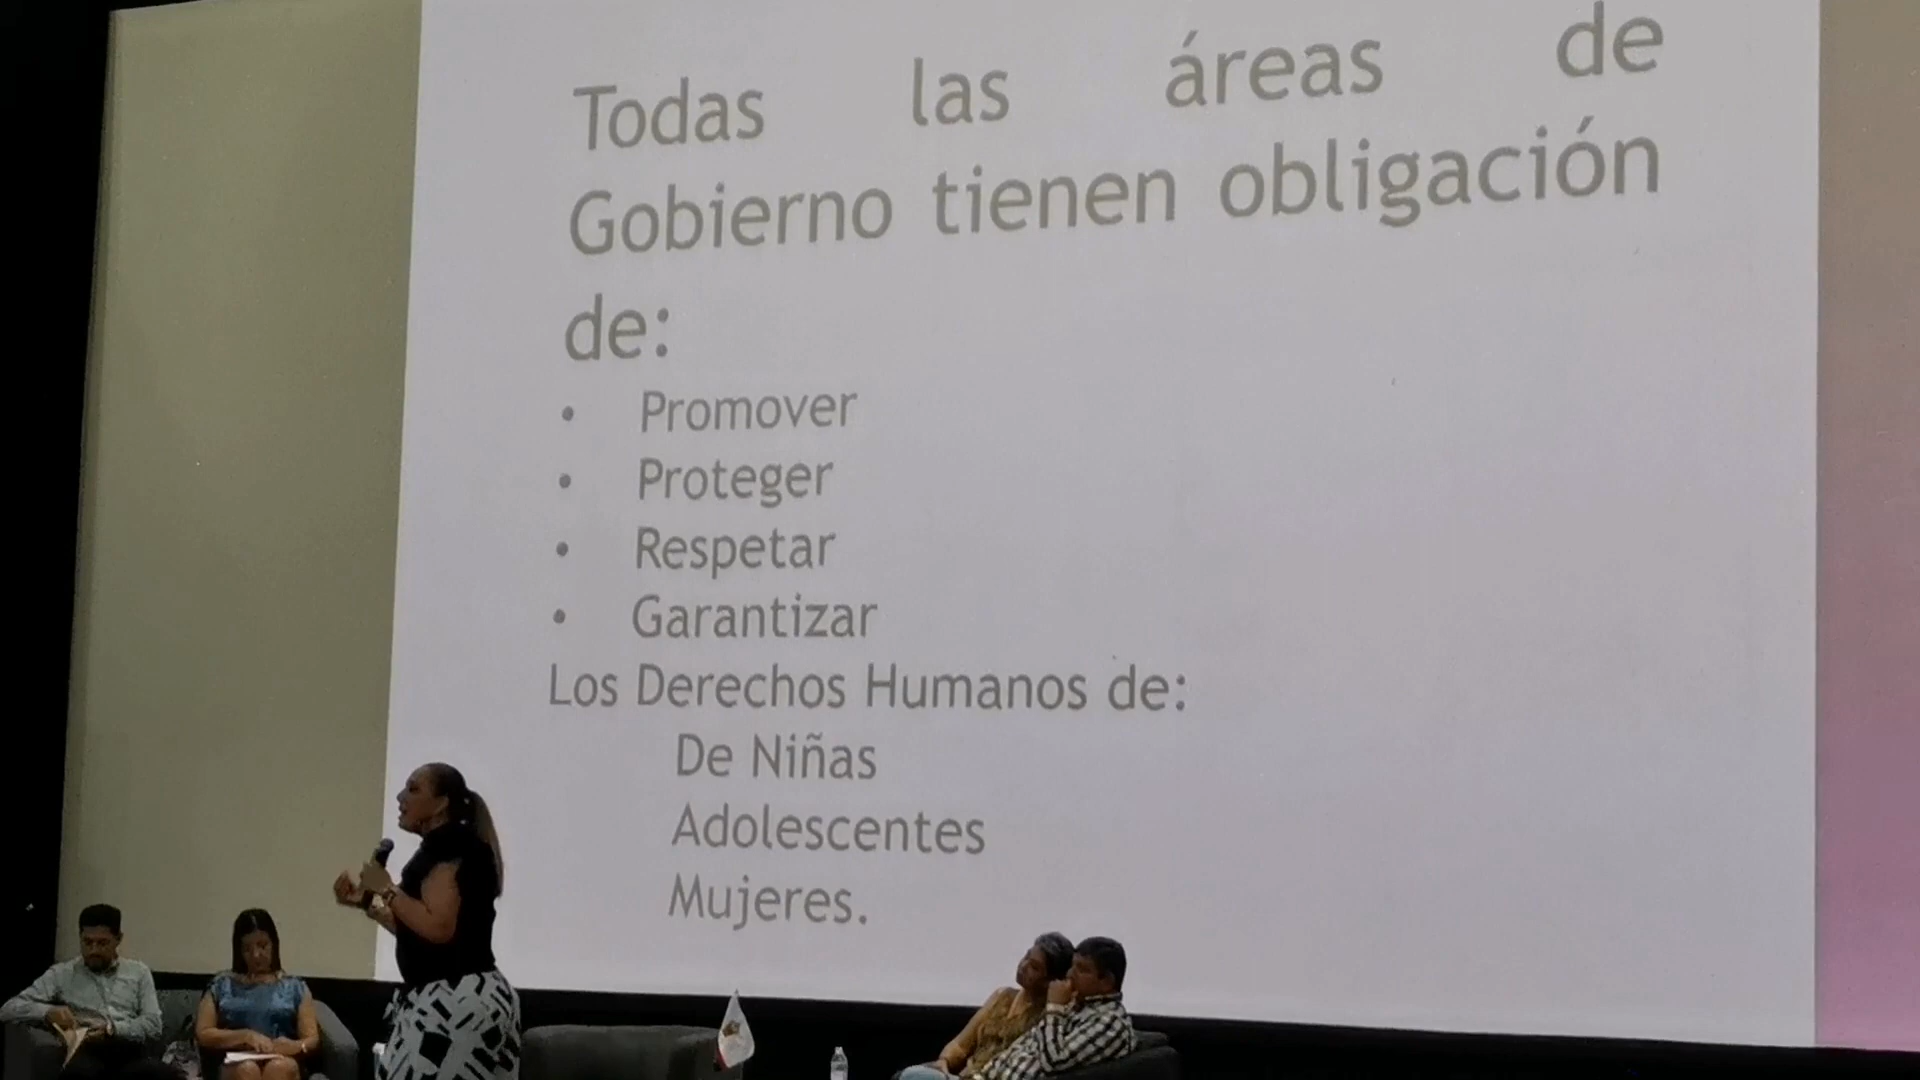 Todas las áreas de
Gobierno tienen obligación
de:
• Promover
• Proteger
• Respetar
• Garantizar
Los Derechos Humanos de:
De Niñas
Adolescentes
Mujeres.